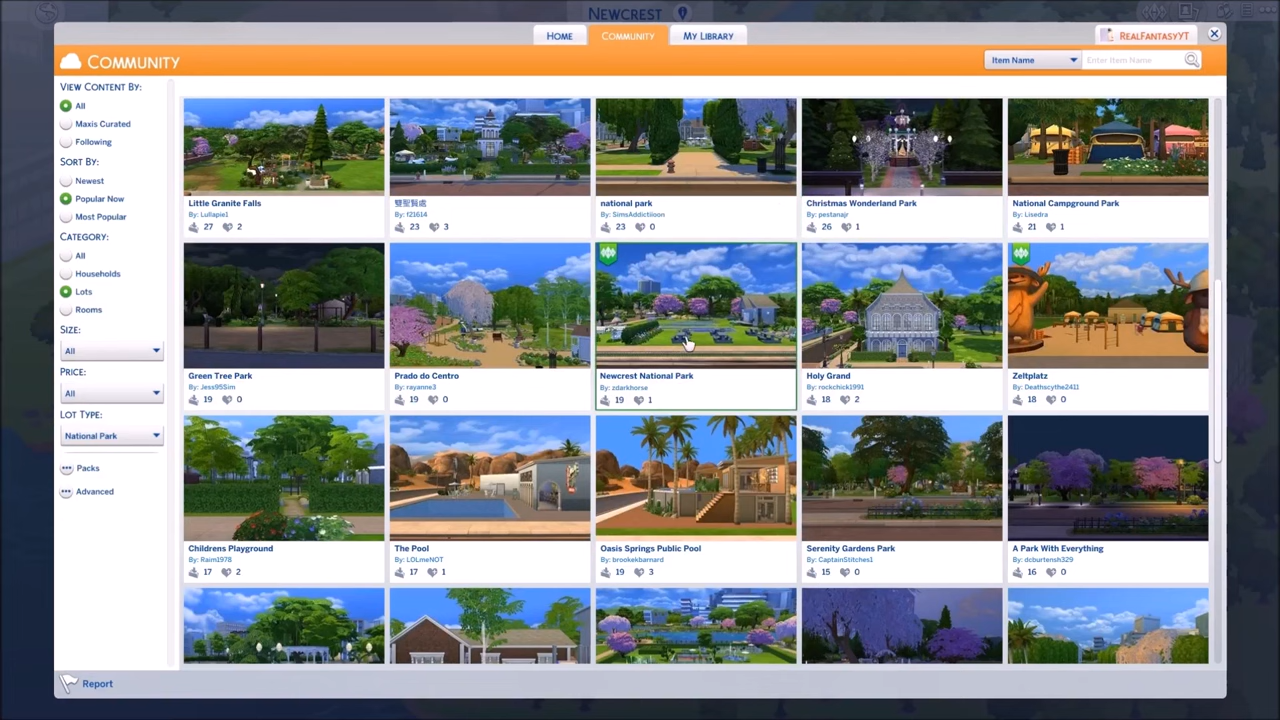 NEWCREST
HOME
COMMUNITY
MY LIBRARY
REALFANTASYYT
COMMUNITY
Item Name
Enter Item Name
VIEW CONTENT BY:
All
Maxis Curated
Following
SORT BY:
Newest
Popular Now
Most Popular
CATEGORY:
All
Households
Lots
Rooms
SIZE:
All
PRICE:
All
LOT TYPE:
National Park
Packs
Advanced
Little Granite Falls
By: Lullapie1
27 2
雙聖賢處
By: f21614
23 3
national park
By: SimsAddictiioon
23 0
Christmas Wonderland Park
By: pestanajr
26 1
National Campground Park
By: Lisedra
21 1
Green Tree Park
By: Jess95Sim
19 0
Prado do Centro
By: rayanne3
19 0
Newcrest National Park
By: zdarkhorse
19 1
Holy Grand
By: rockchick1991
18 2
Zeltplatz
By: Deathscythe2411
18 0
Childrens Playground
By: Raim1978
17 2
The Pool
By: LOLmeNOT
17 1
Oasis Springs Public Pool
By: brookekbarnard
19 3
Serenity Gardens Park
By: CaptainStitches1
15 0
A Park With Everything
By: dcburtensh329
16 0
Report